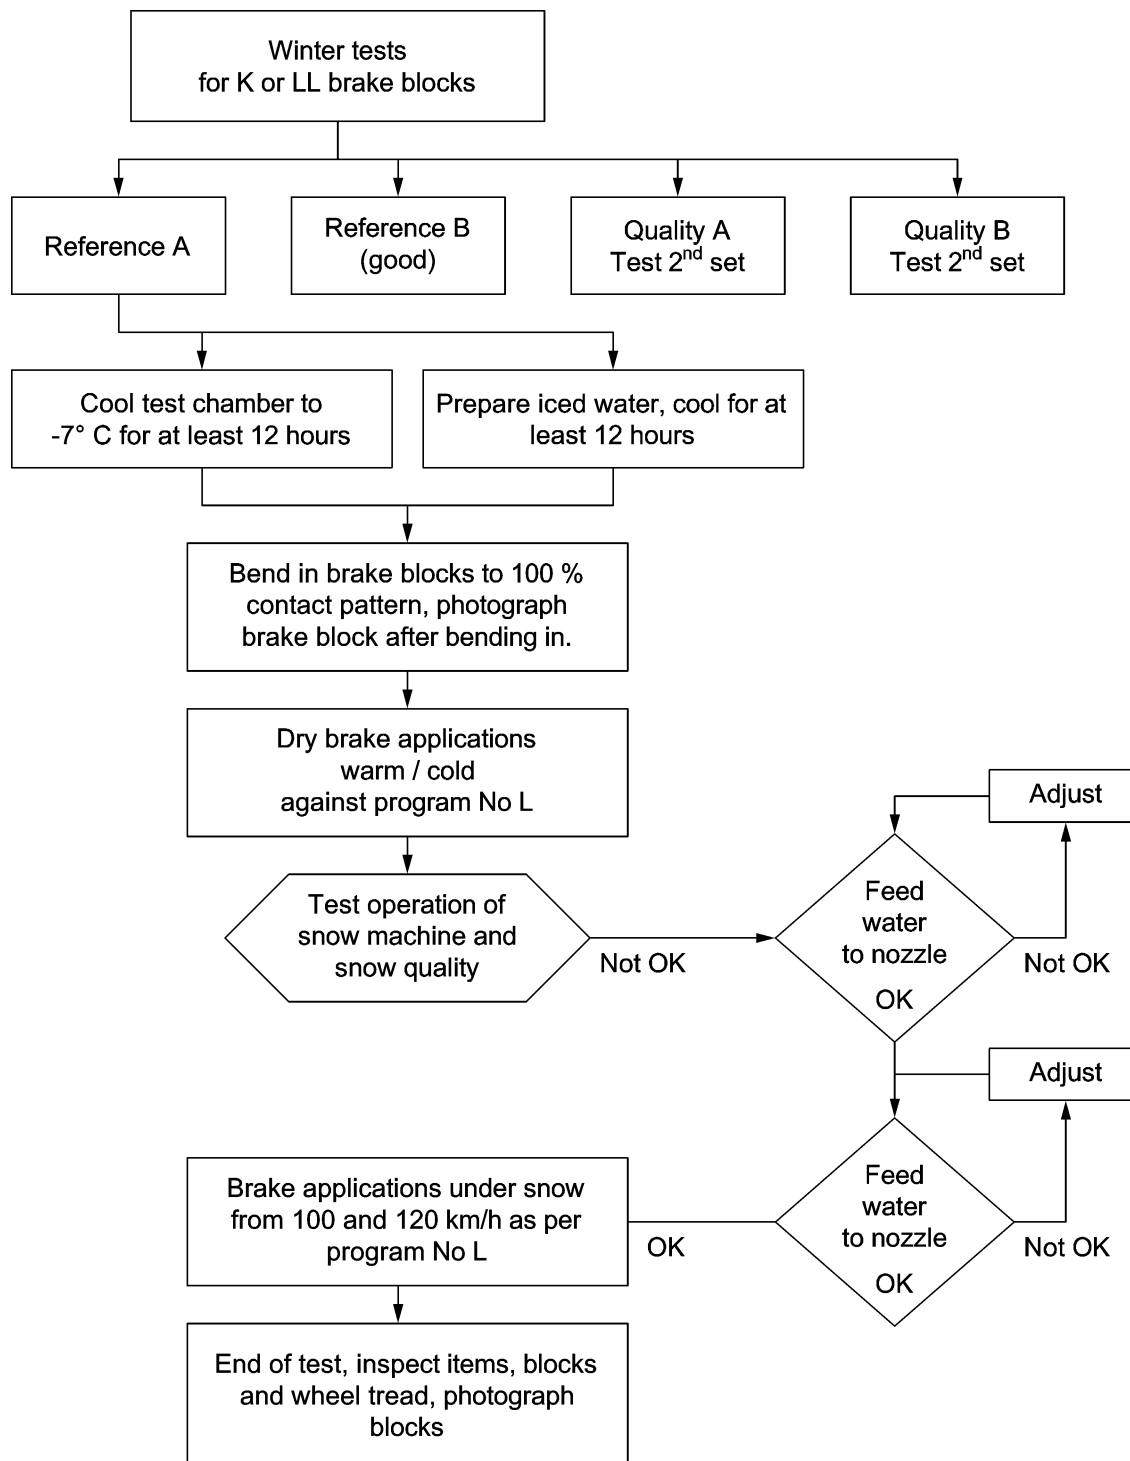 Winter tests
for K or LL brake blocks
Reference A
Reference B
(good)
Quality A
Test 2nd set
Quality B
Test 2nd set
Cool test chamber to
-7° C for at least 12 hours
Prepare iced water, cool for at
least 12 hours
Bend in brake blocks to 100 %
contact pattern, photograph
brake block after bending in.
Dry brake applications
warm / cold
against program No L
Adjust
Test operation of
snow machine and
snow quality
Not OK
Feed
water
to nozzle
OK
Not OK
Adjust
Brake applications under snow
from 100 and 120 km/h as per
program No L
OK
Feed
water
to nozzle
OK
Not OK
End of test, inspect items, blocks
and wheel tread, photograph
blocks